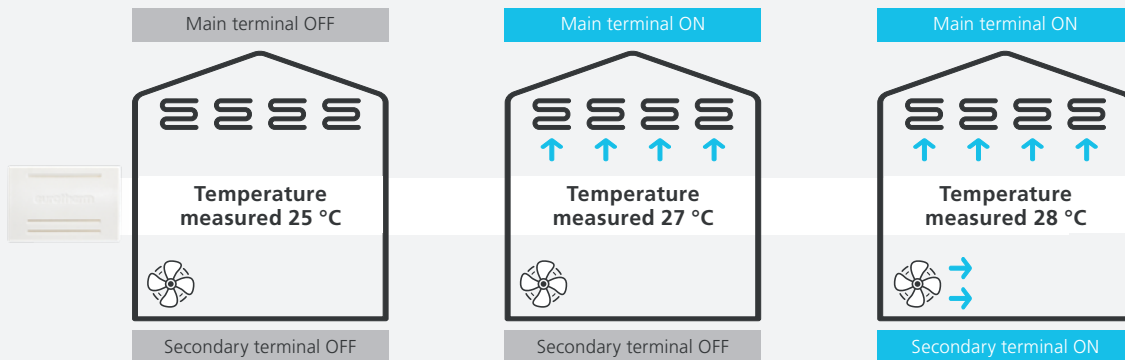 Main terminal OFF
Main terminal ON
Main terminal ON
Temperature
measured 25 °C
Temperature
measured 27 °C
Temperature
measured 28 °C
Secondary terminal OFF
Secondary terminal OFF
Secondary terminal ON